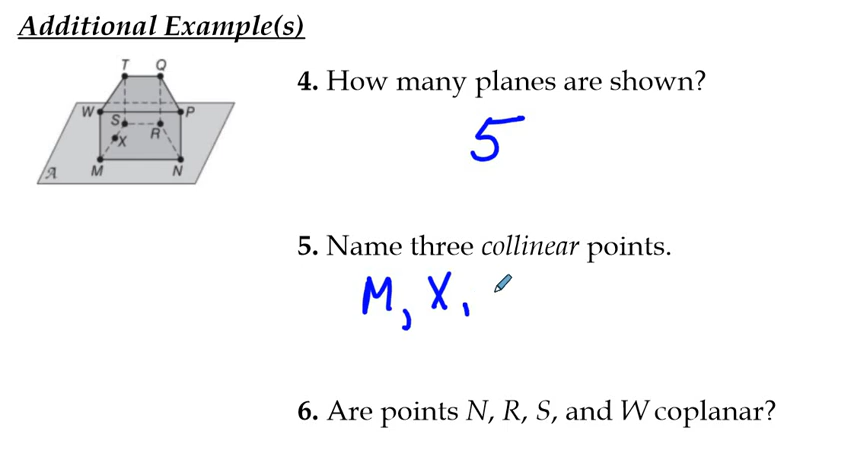 Additional Example(s)
T Q
4. How many planes are shown?
W P
S
R
X
5
A M N
5. Name three collinear points.
M, X,
6. Are points N, R, S, and W coplanar?